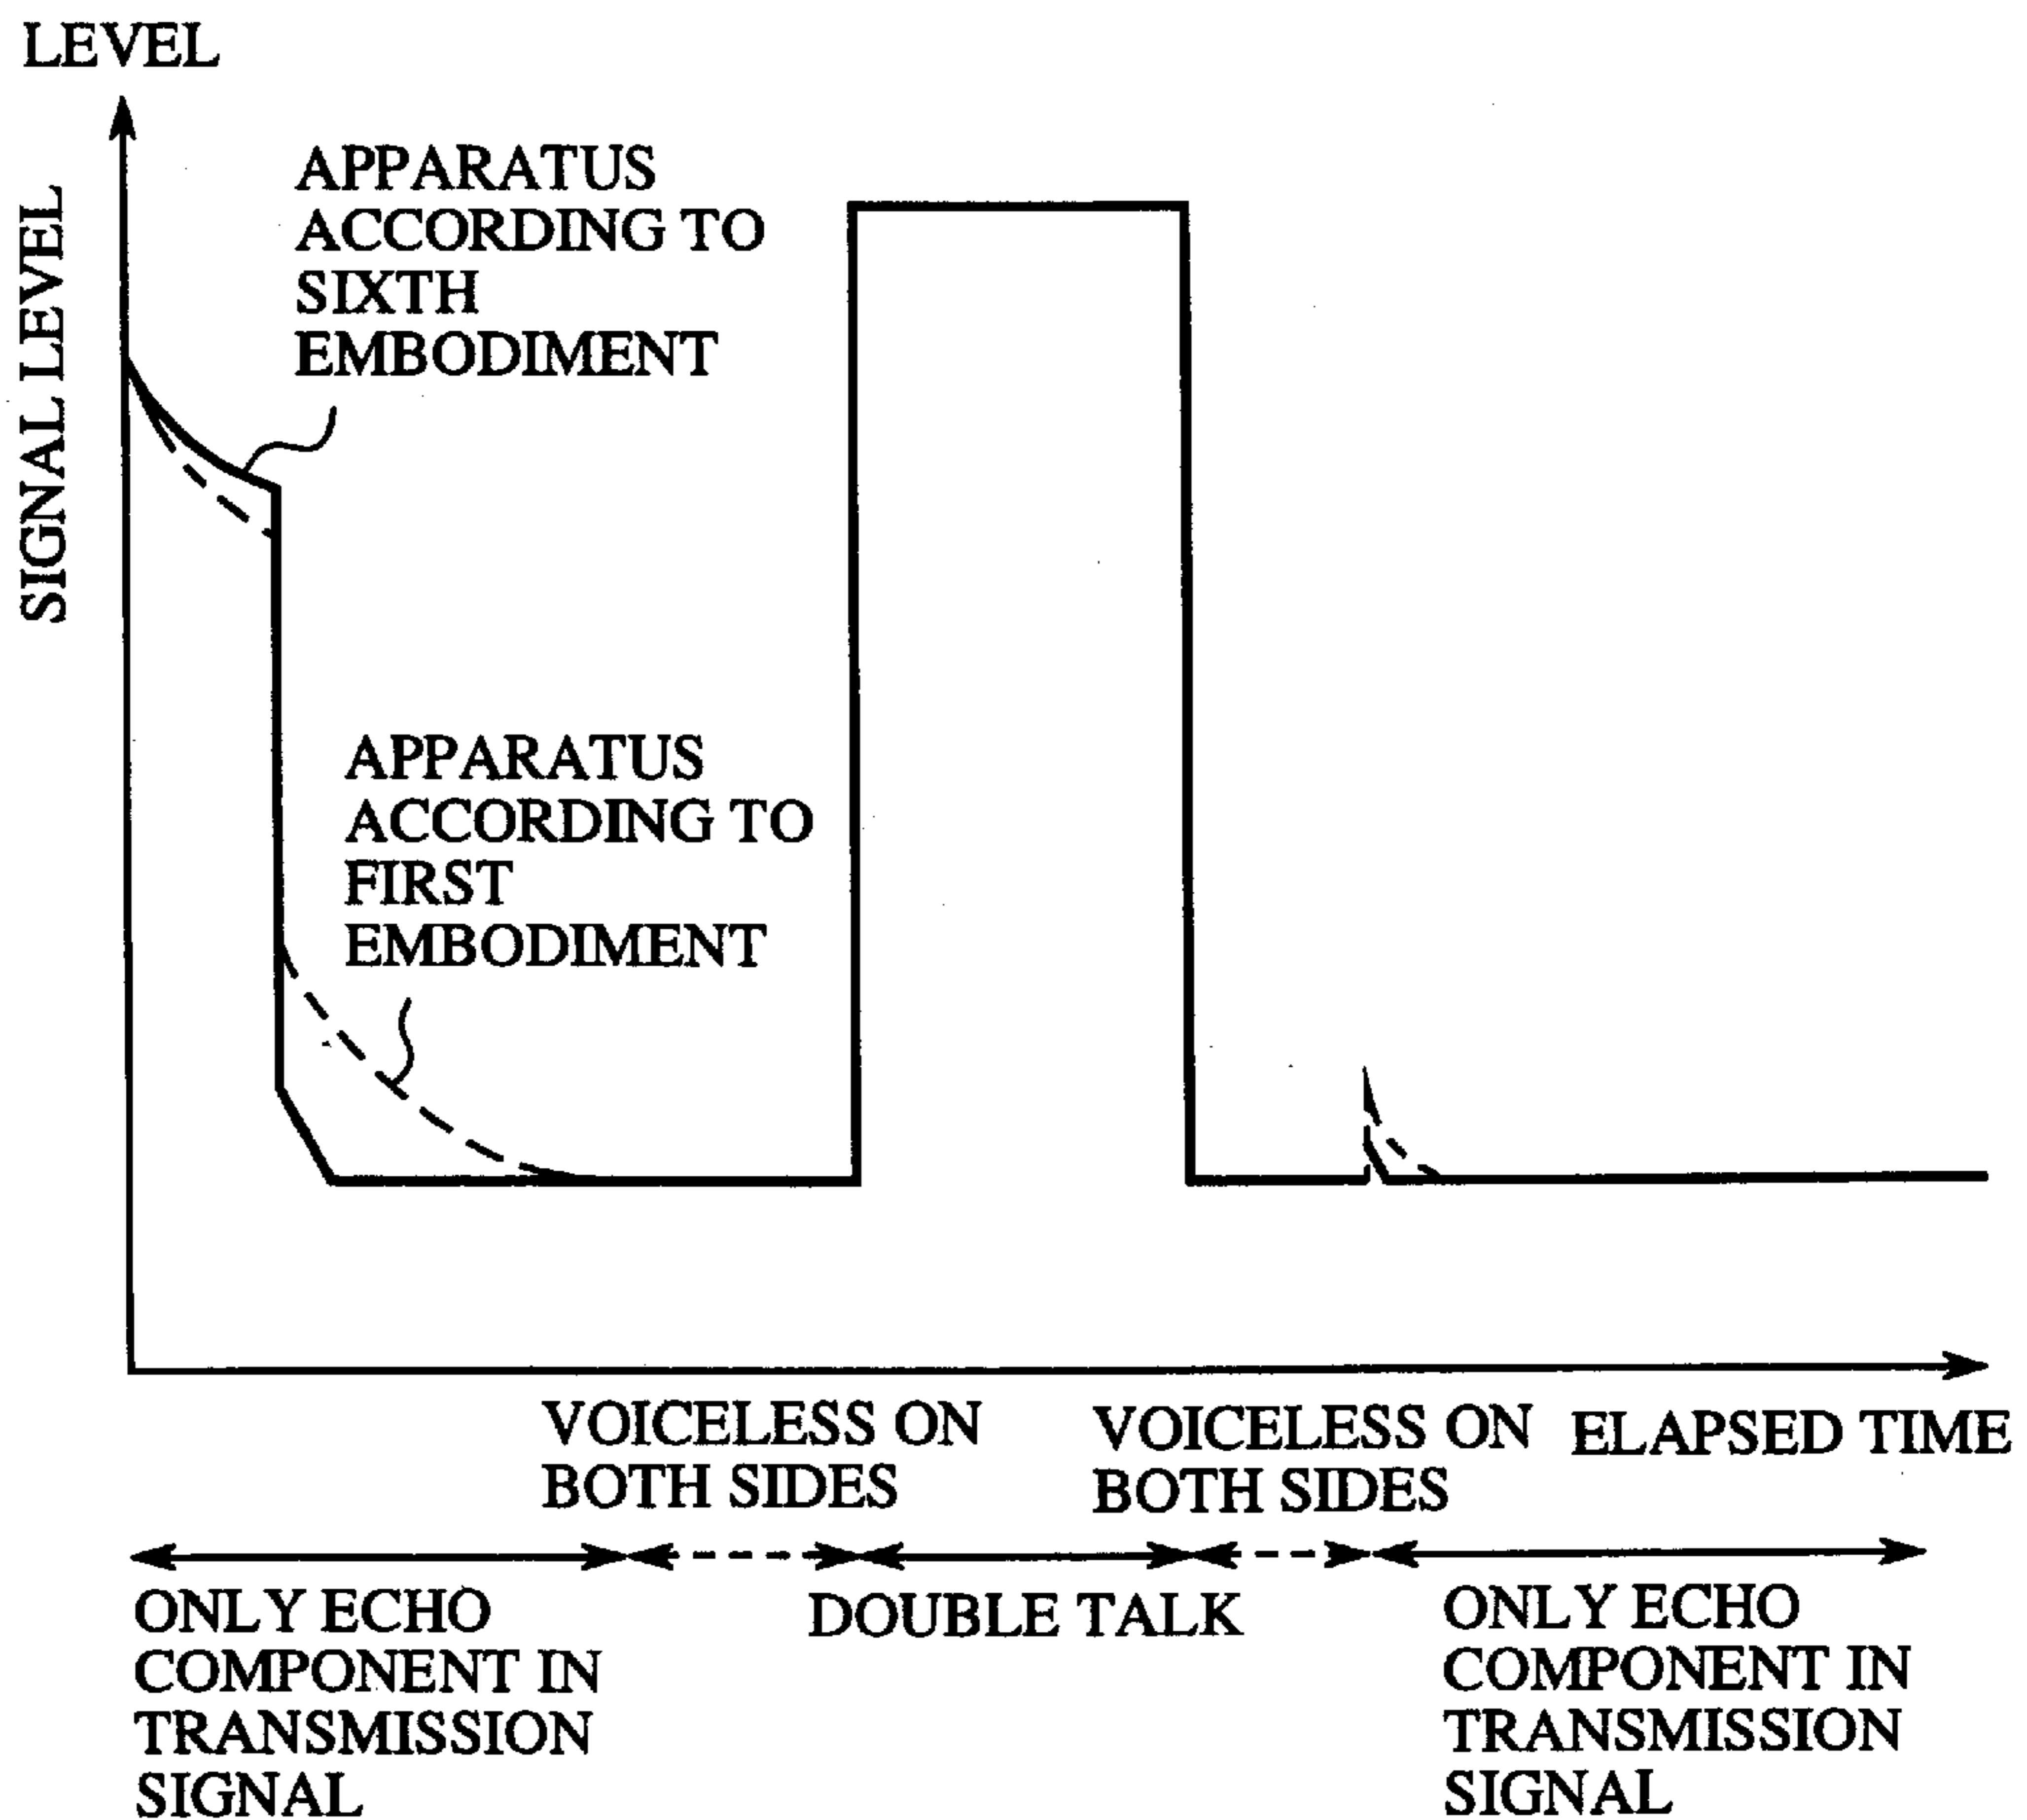 LEVEL
SIGNAL LEVEL
APPARATUS
ACCORDING TO
SIXTH
EMBODIMENT
APPARATUS
ACCORDING TO
FIRST
EMBODIMENT
VOICELESS ON
BOTH SIDES
VOICELESS ON
BOTH SIDES
ELAPSED TIME
ONLY ECHO
COMPONENT IN
TRANSMISSION
SIGNAL
DOUBLE TALK
ONLY ECHO
COMPONENT IN
TRANSMISSION
SIGNAL